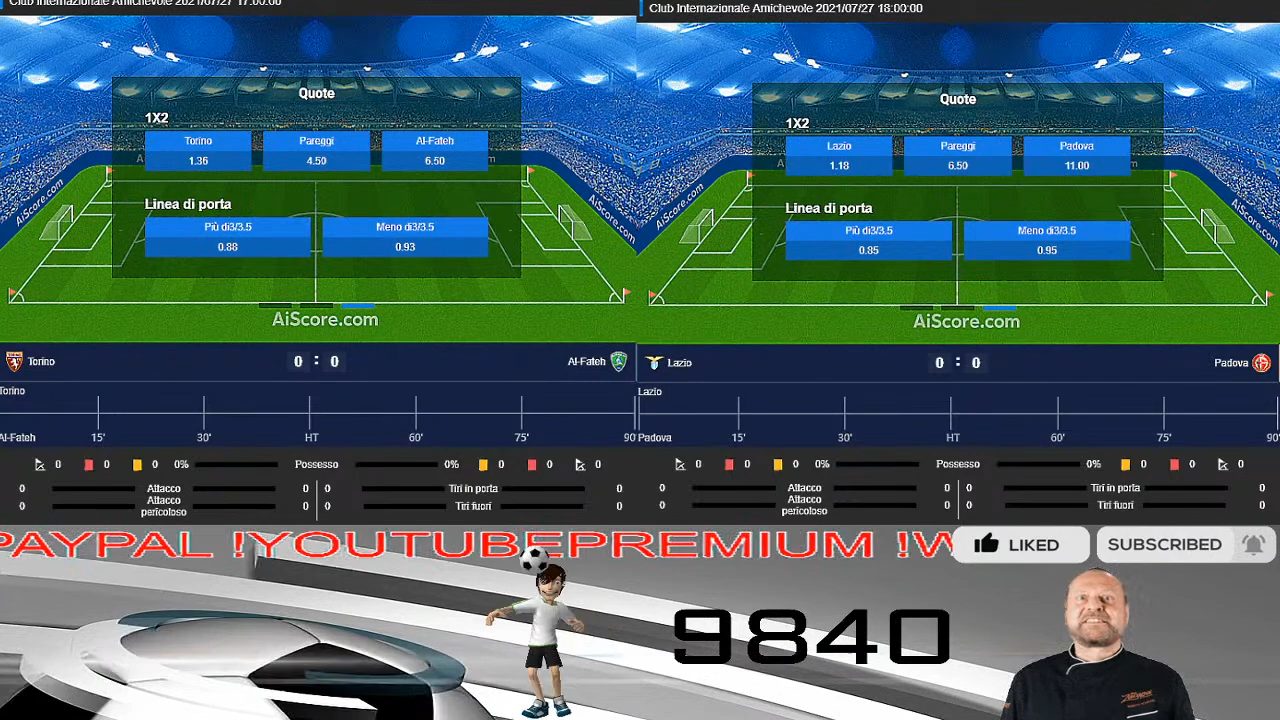 Club Internazionale Amichevole 2021/07/27 17:00:00
Quote
1X2
Torino Pareggi Al-Fateh
1.36 4.50 6.50
Linea di porta
Più di3/3.5 Meno di3/3.5
0.88 0.93
AiScore.com
AiScore.com
AiScore.com
Torino 0 : 0 Al-Fateh
Torino
Al-Fateh 15' 30' HT 60' 75' 90'
0 0 0 0% Possesso 0% 0 0 0
0 Attacco 0 0 Tiri in porta 0
0 Attacco pericoloso 0 0 Tiri fuori 0
Club Internazionale Amichevole 2021/07/27 18:00:00
Quote
1X2
Lazio Pareggi Padova
1.18 6.50 11.00
Linea di porta
Più di3/3.5 Meno di3/3.5
0.85 0.95
AiScore.com
AiScore.com
AiScore.com
Lazio 0 : 0 Padova
Lazio
Padova 15' 30' HT 60' 75' 90'
0 0 0 0% Possesso 0% 0 0 0
0 Attacco 0 0 Tiri in porta 0
0 Attacco pericoloso 0 0 Tiri fuori 0
PAYPAL !YOUTUBEPREMIUM !W
LIKED
SUBSCRIBED
9840